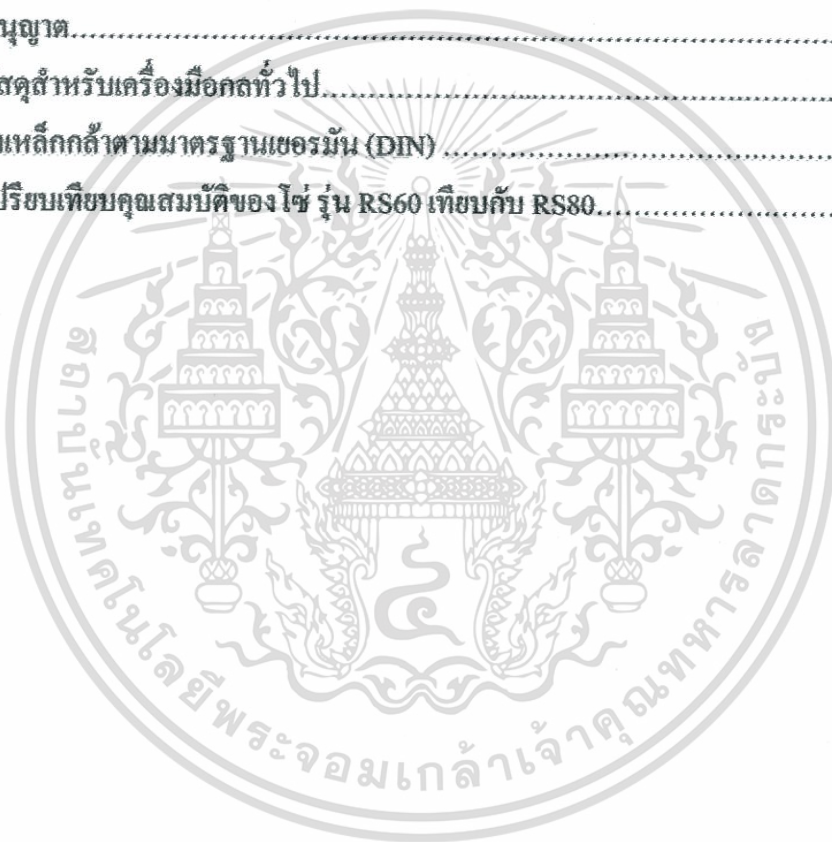 นุญาต
สดุสำหรับเครื่องมือกลทั่วไป
เหล็กกล้าตามมาตรฐานเยอรมัน (DIN)
ปรียบเทียบคุณสมบัติของโซ่ รุ่น RS60 เทียบกับ RS80
สถาบันเทคโนโลยีพระจอมเกล้าเจ้าคุณทหารลาดกระบัง